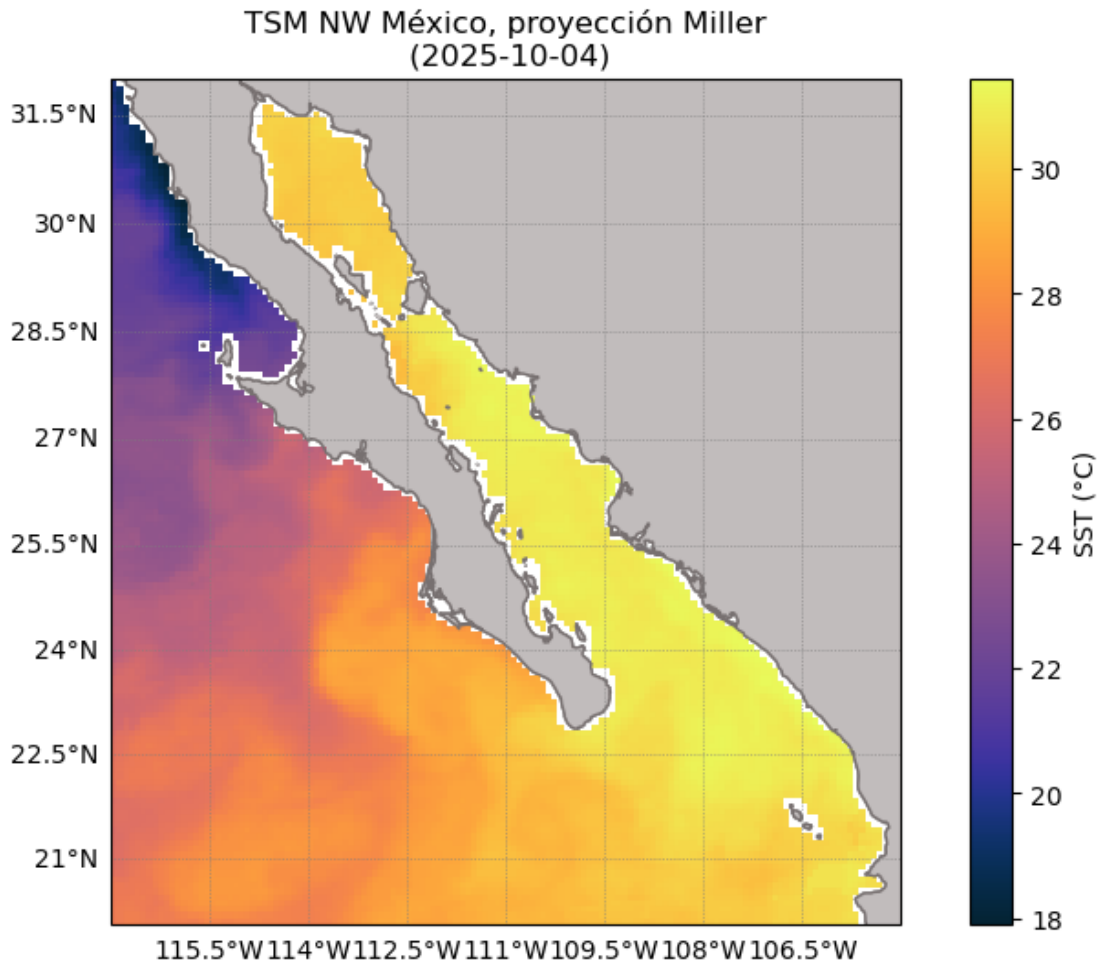 TSM NW México, proyección Miller
(2025-10-04)
31.5°N
30°N
28.5°N
27°N
25.5°N
24°N
22.5°N
21°N
115.5°W114°W112.5°W111°W109.5°W108°W106.5°W
30
28
26
24
22
20
18
SST (°C)